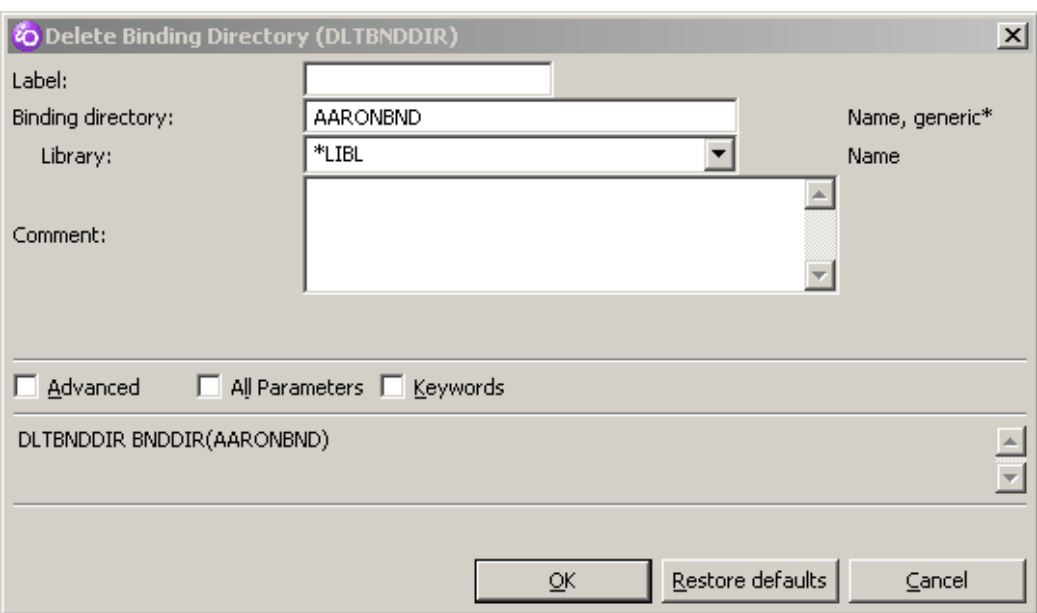 Delete Binding Directory (DLTBNDDIR)
Label:
Binding directory: AARONBND Name, generic*
Library: *LIBL Name
Comment:
Advanced All Parameters Keywords
DLTBNDDIR BNDDIR(AARONBND)
OK Restore defaults Cancel